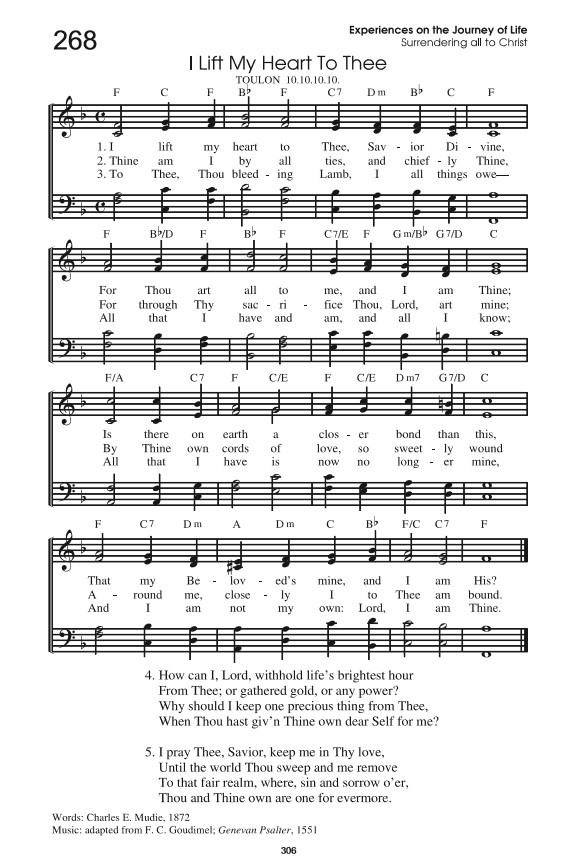 268
Experiences on the Journey of Life
Surrendering all to Christ
I Lift My Heart To Thee
TOULON 10.10.10.10.
F C F B♭ F C7 Dm B♭ C F
1. I lift my heart to Thee, Sav - ior Di - vine,
2. Thine am I by all ties, and chief - ly Thine,
3. To Thee, Thou bleed - ing Lamb, I all things owe—
F B♭/D F B♭ F C7/E F Gm/B♭ G7/D C
For Thou art all to me, and I am Thine;
For through Thy sac - ri - fice Thou, Lord, art mine;
All that I have and am, and all I know;
F/A C7 F C/E F C/E Dm7 G7/D C
Is there on earth a clos - er bond than this,
By Thine own cords of love, so sweet - ly wound
All that I have is now no long - er mine,
F C7 Dm A Dm C B♭ F/C C7 F
That my Be - lov - ed's mine, and I am His?
A - round me, close - ly I to Thee am bound.
And I am not my own: Lord, I am Thine.
4. How can I, Lord, withhold life's brightest hour
From Thee; or gathered gold, or any power?
Why should I keep one precious thing from Thee,
When Thou hast giv'n Thine own dear Self for me?
5. I pray Thee, Savior, keep me in Thy love,
Until the world Thou sweep and me remove
To that fair realm, where, sin and sorrow o'er,
Thou and Thine own are one for evermore.
Words: Charles E. Mudie, 1872
Music: adapted from F. C. Goudimel; Genevan Psalter, 1551
306